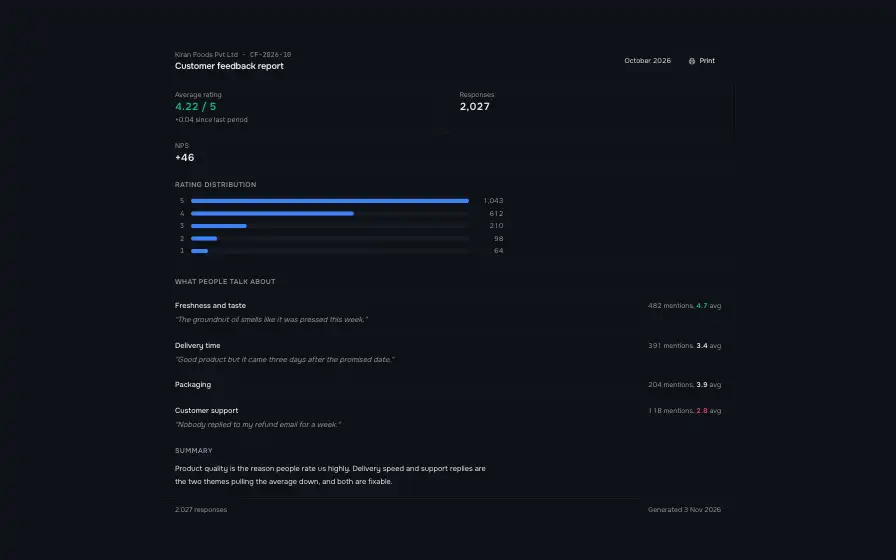 Kiran Foods Pvt Ltd - CF-2026-10
Customer feedback report
October 2026
Print
Average rating
4.22 / 5
+0.04 since last period
Responses
2,027
NPS
+46
RATING DISTRIBUTION
5 1,043
4 612
3 210
2 98
1 64
WHAT PEOPLE TALK ABOUT
Freshness and taste 482 mentions, 4.7 avg
"The groundnut oil smells like it was pressed this week."
Delivery time 391 mentions, 3.4 avg
"Good product but it came three days after the promised date."
Packaging 204 mentions, 3.9 avg
Customer support 118 mentions, 2.8 avg
"Nobody replied to my refund email for a week."
SUMMARY
Product quality is the reason people rate us highly. Delivery speed and support replies are
the two themes pulling the average down, and both are fixable.
2,027 responses Generated 3 Nov 2026